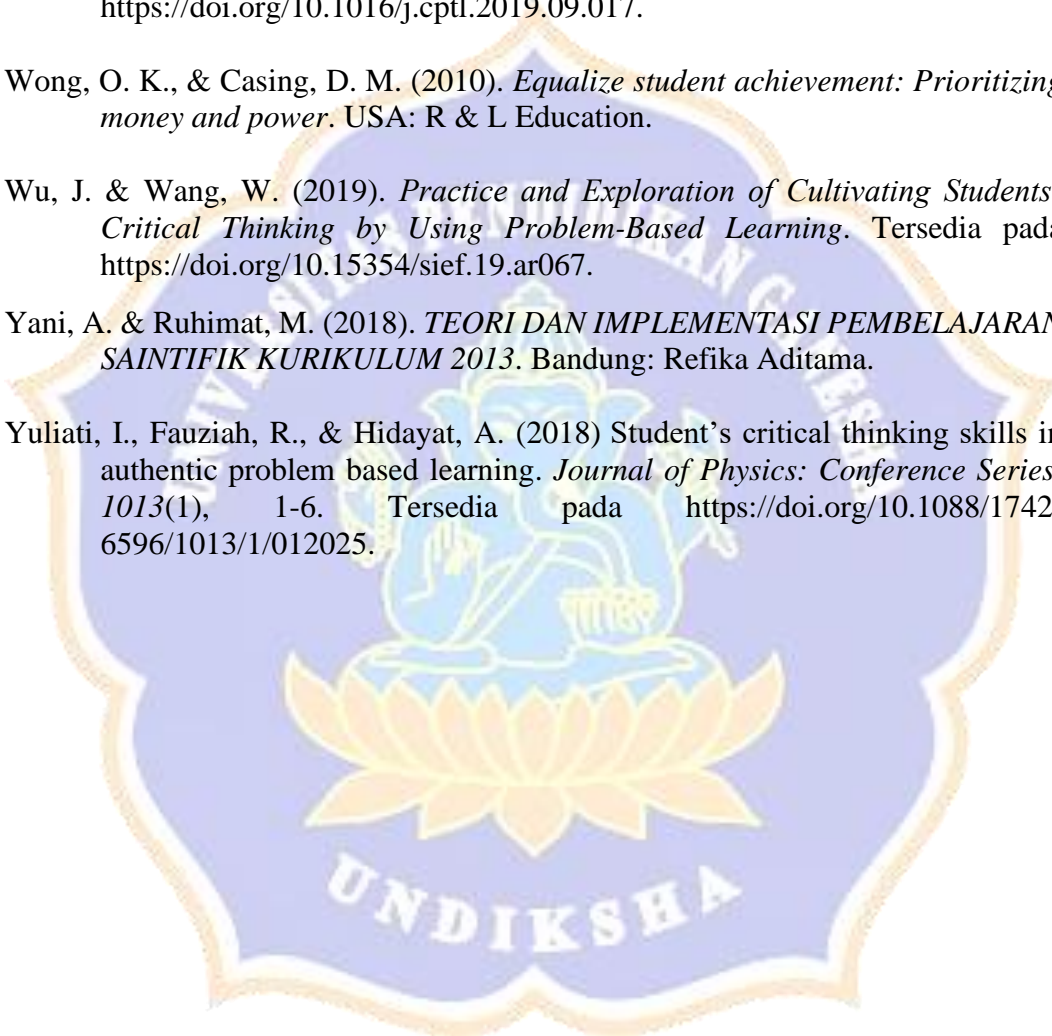 https://doi.org/10.1016/j.cptl.2019.09.017.
Wong, O. K., & Casing, D. M. (2010). Equalize student achievement: Prioritizing
money and power. USA: R & L Education.
Wu, J. & Wang, W. (2019). Practice and Exploration of Cultivating Students'
Critical Thinking by Using Problem-Based Learning. Tersedia pada
https://doi.org/10.15354/sief.19.ar067.
Yani, A. & Ruhimat, M. (2018). TEORI DAN IMPLEMENTASI PEMBELAJARAN
SAINTIFIK KURIKULUM 2013. Bandung: Refika Aditama.
Yuliati, I., Fauziah, R., & Hidayat, A. (2018) Student's critical thinking skills in
authentic problem based learning. Journal of Physics: Conference Series,
1013(1), 1-6. Tersedia pada https://doi.org/10.1088/1742-
6596/1013/1/012025.
UNIVERSITAS PENDIDIKAN GANESHA
UNDIKSHA